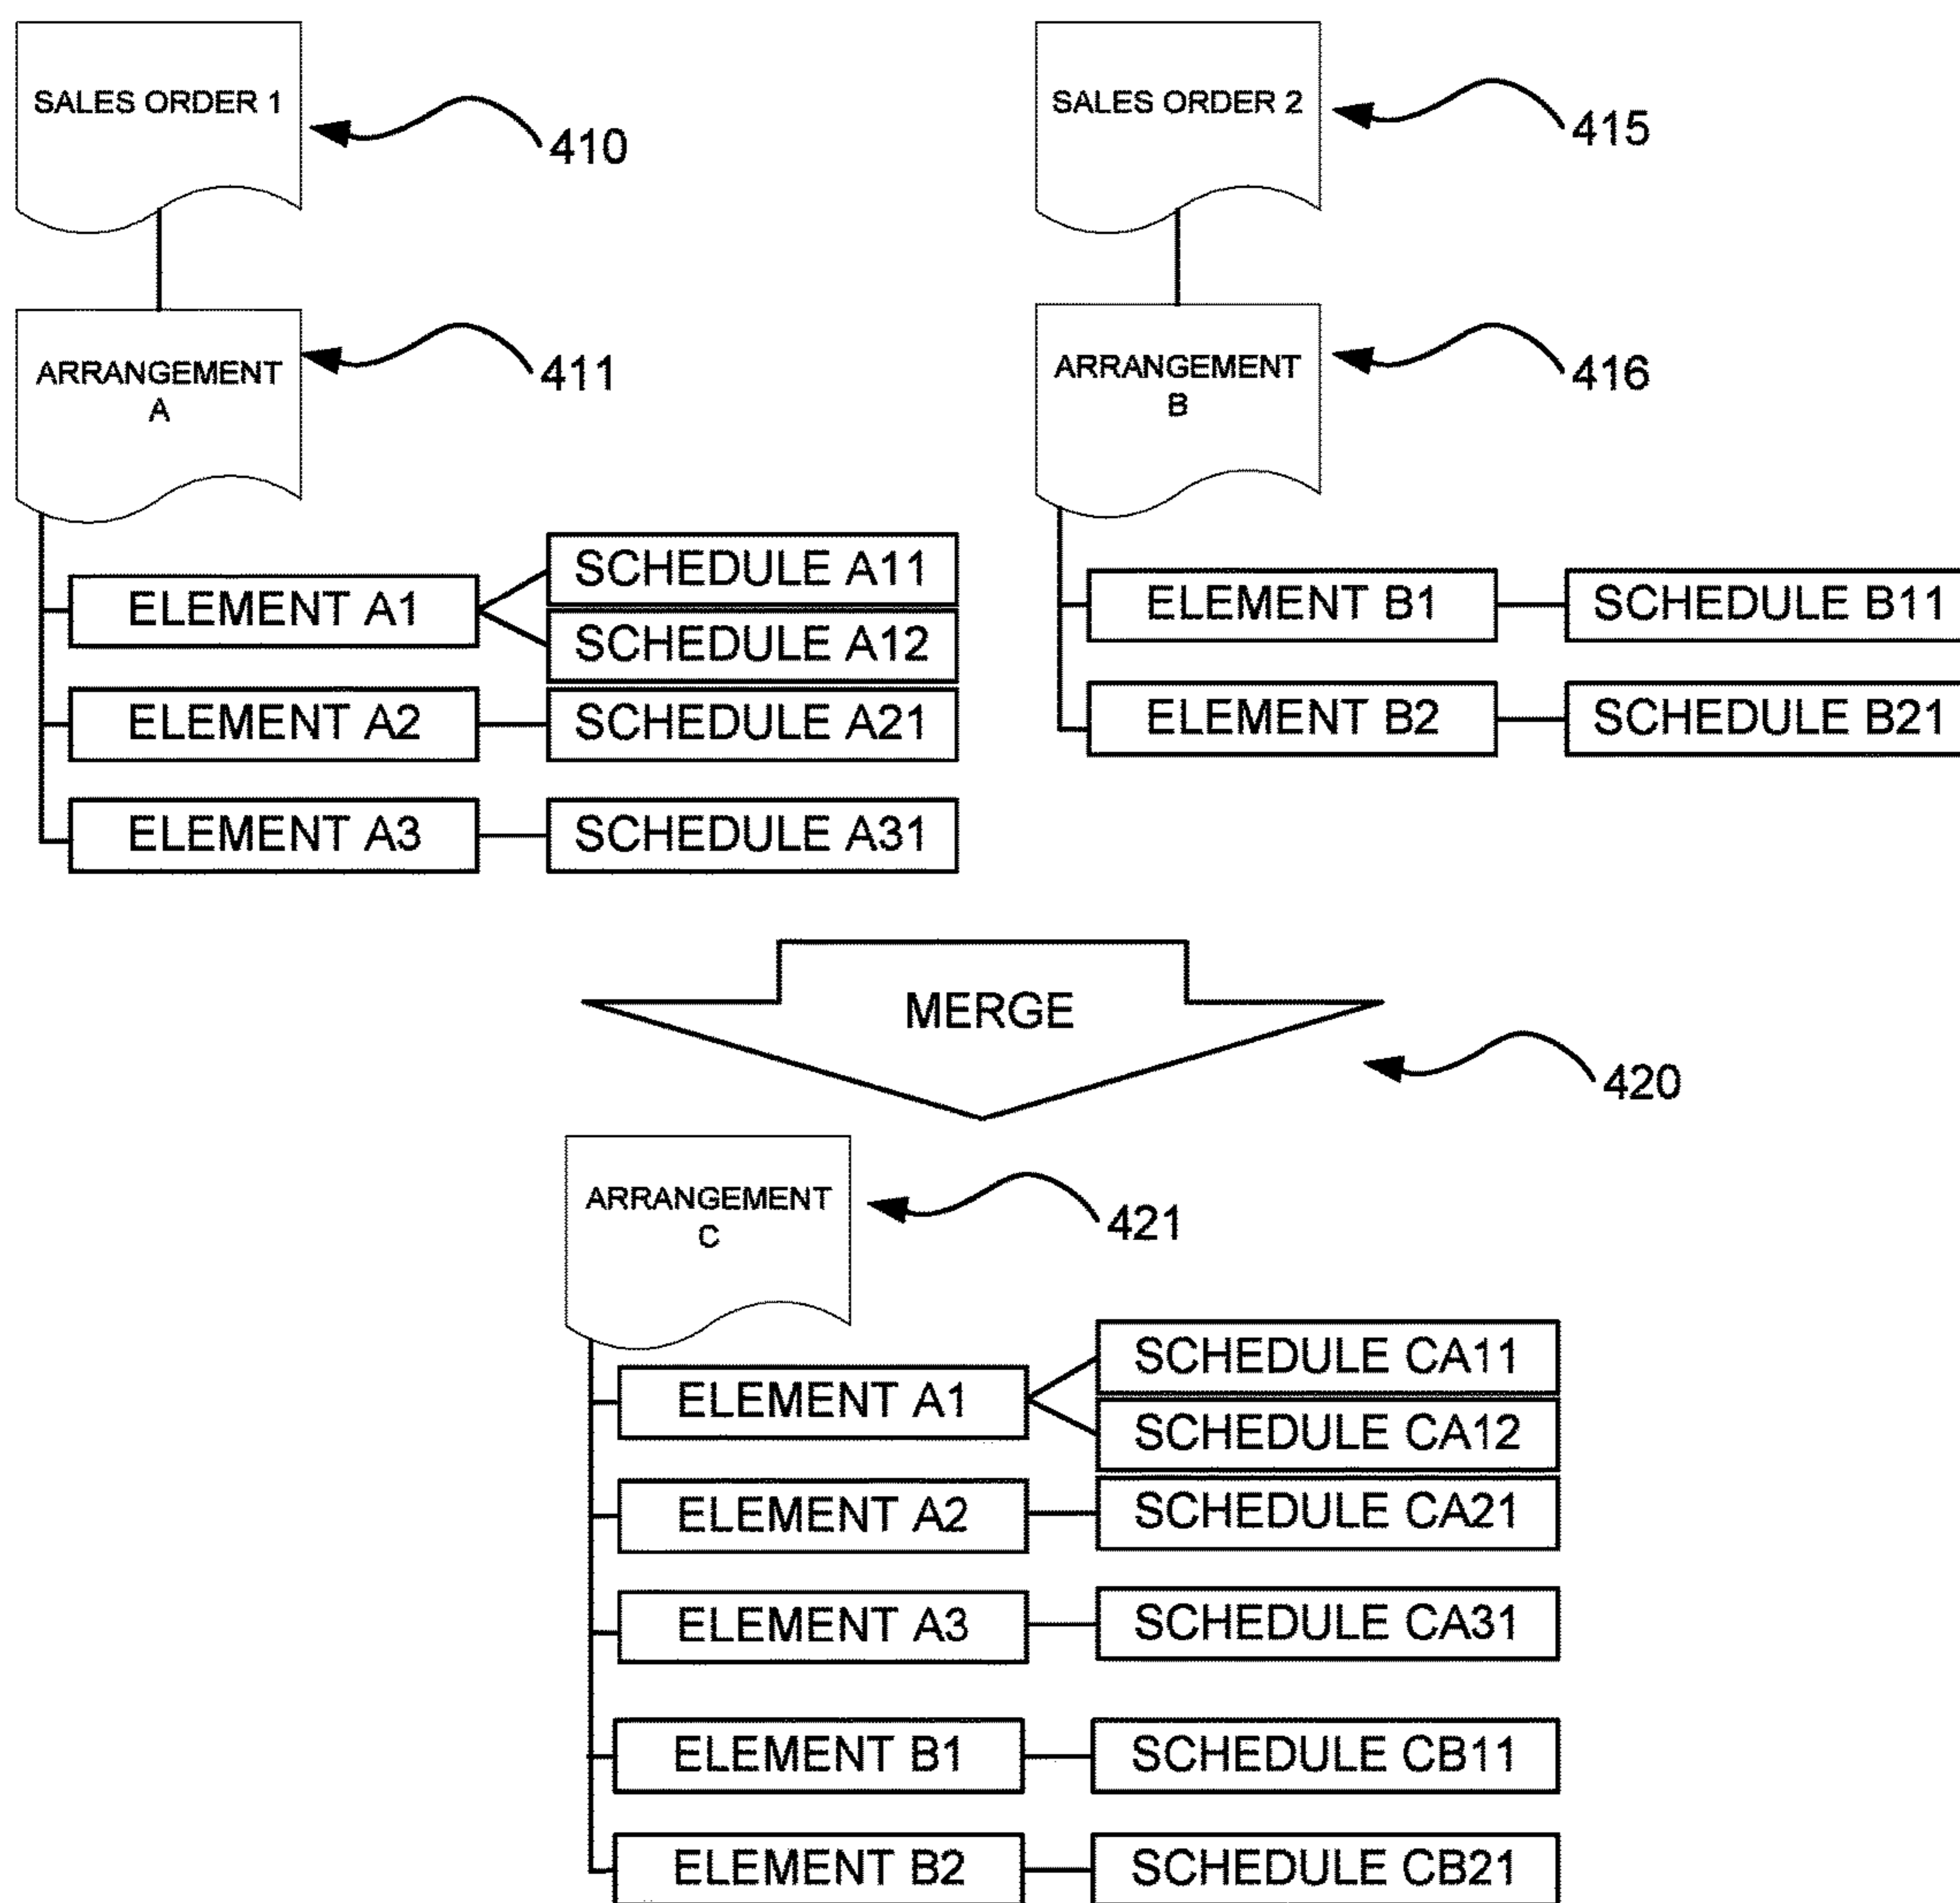 SALES ORDER 1
410
ARRANGEMENT
A
411
ELEMENT A1
SCHEDULE A11
SCHEDULE A12
ELEMENT A2
SCHEDULE A21
ELEMENT A3
SCHEDULE A31
SALES ORDER 2
415
ARRANGEMENT
B
416
ELEMENT B1
SCHEDULE B11
ELEMENT B2
SCHEDULE B21
MERGE
420
ARRANGEMENT
C
421
ELEMENT A1
SCHEDULE CA11
SCHEDULE CA12
ELEMENT A2
SCHEDULE CA21
ELEMENT A3
SCHEDULE CA31
ELEMENT B1
SCHEDULE CB11
ELEMENT B2
SCHEDULE CB21